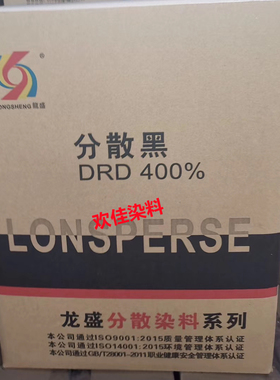 ®
LONGSHENG 龍盛
分散黑
DRD 400%
欢佳染料
LONSPERSE
龙盛分散染料系列
本公司通过ISO9001:2015质量管理体系认证
本公司通过ISO14001:2015环境管理体系认证
本公司通过GB/T28001-2011职业健康安全管理体系认证